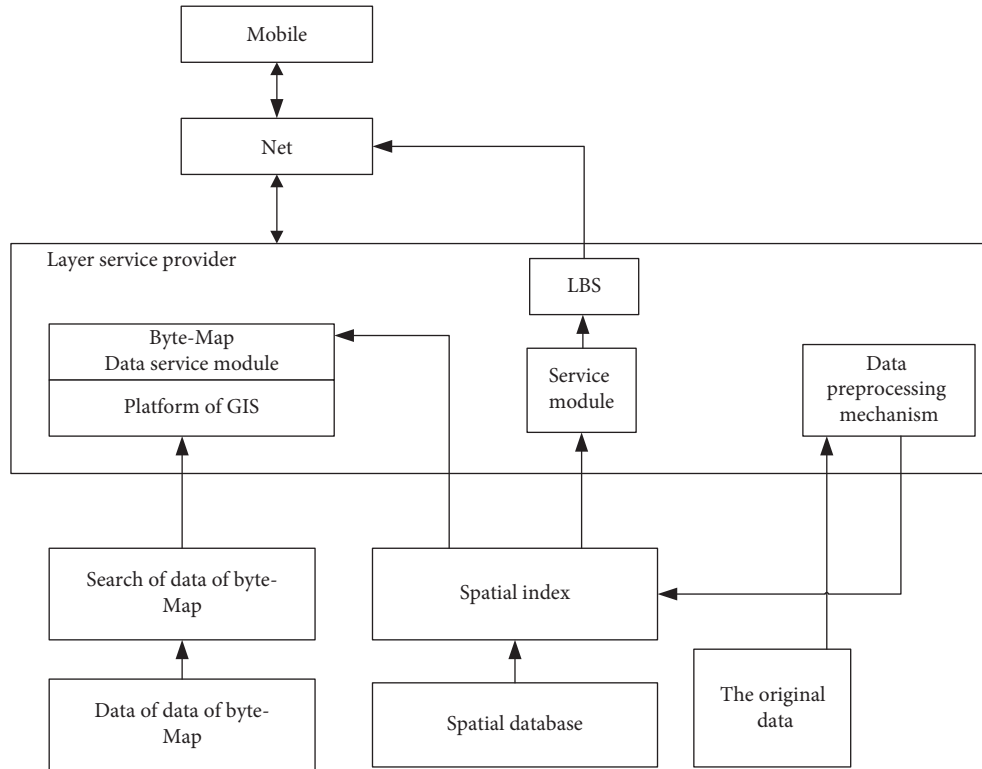 Mobile
Net
Layer service provider
LBS
Byte-Map
Data service module
Platform of GIS
Service
module
Data
preprocessing
mechanism
Search of data of byte-
Map
Spatial index
Data of data of byte-
Map
Spatial database
The original
data